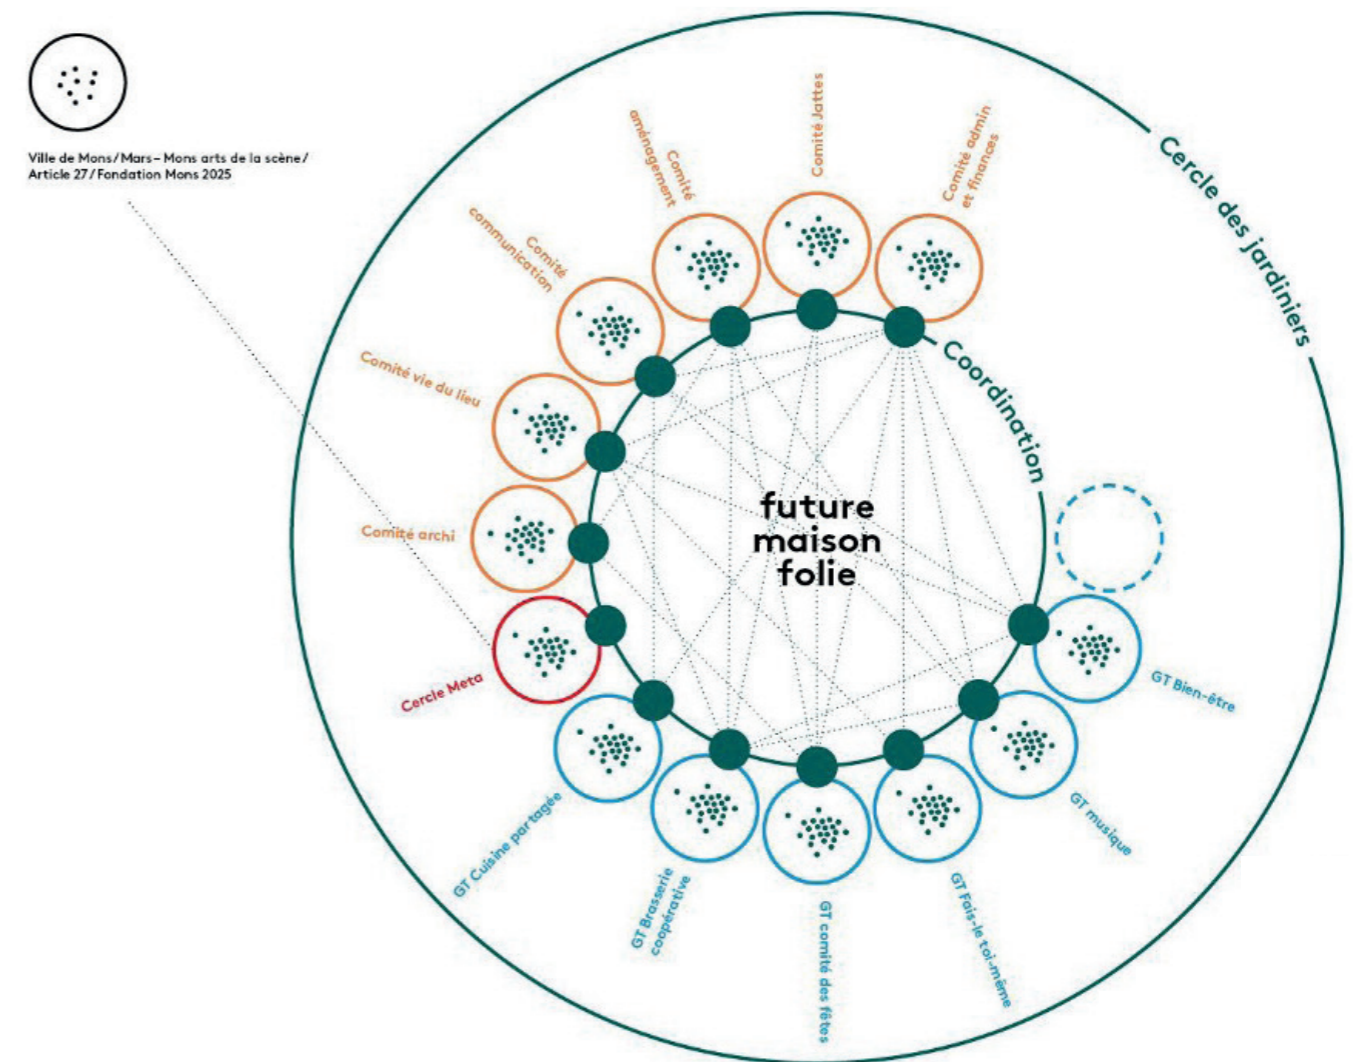 Ville de Mons/Mars – Mons arts de la scène/
Article 27/Fondation Mons 2025
Comité
communication
Comité
aménagement
Comité Jattes
Comité admin
et finances
Cercle des jardiniers
Comité vie du lieu
Coordination
Comité archi
future
maison
folie
Cercle Meta
GT Bien-être
GT musique
GT Cuisine partagée
GT Brasserie
coopérative
GT comité des fêtes
GT Fais-le toi-même